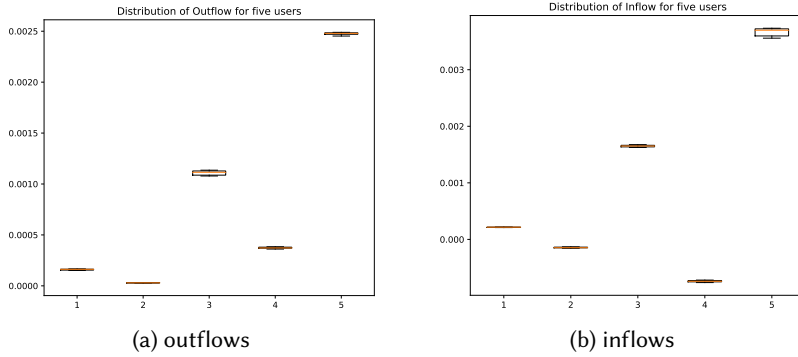 Distribution of Outflow for five users
0.0025
0.0020
0.0015
0.0010
0.0005
0.0000
1 2 3 4 5
(a) outflows
Distribution of Inflow for five users
0.003
0.002
0.001
0.000
1 2 3 4 5
(b) inflows